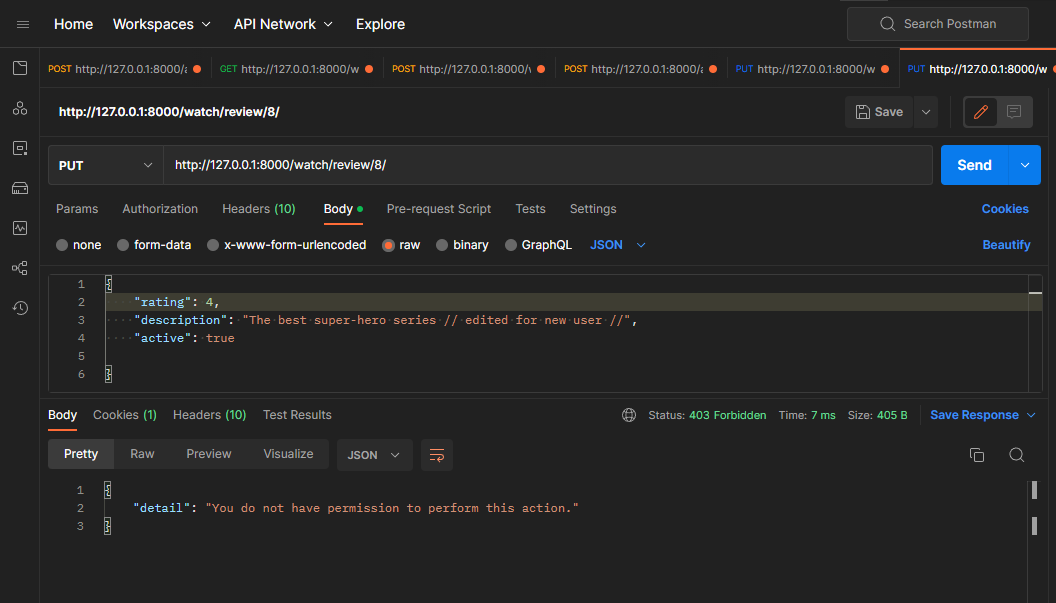 Home Workspaces API Network Explore Search Postman
POST http://127.0.0.1:8000/ GET http://127.0.0.1:8000/w POST http://127.0.0.1:8000/ POST http://127.0.0.1:8000/ PUT http://127.0.0.1:8000/w PUT http://127.0.0.1:8000/w
http://127.0.0.1:8000/watch/review/8/ Save
PUT http://127.0.0.1:8000/watch/review/8/ Send
Params Authorization Headers (10) Body Pre-request Script Tests Settings Cookies
none form-data x-www-form-urlencoded raw binary GraphQL JSON Beautify
1 {
2 "rating": 4,
3 "description": "The best super-hero series // edited for new user //",
4 "active": true
5
6 }
Body Cookies (1) Headers (10) Test Results Status: 403 Forbidden Time: 7 ms Size: 405 B Save Response
Pretty Raw Preview Visualize JSON
1 {
2 "detail": "You do not have permission to perform this action."
3 }